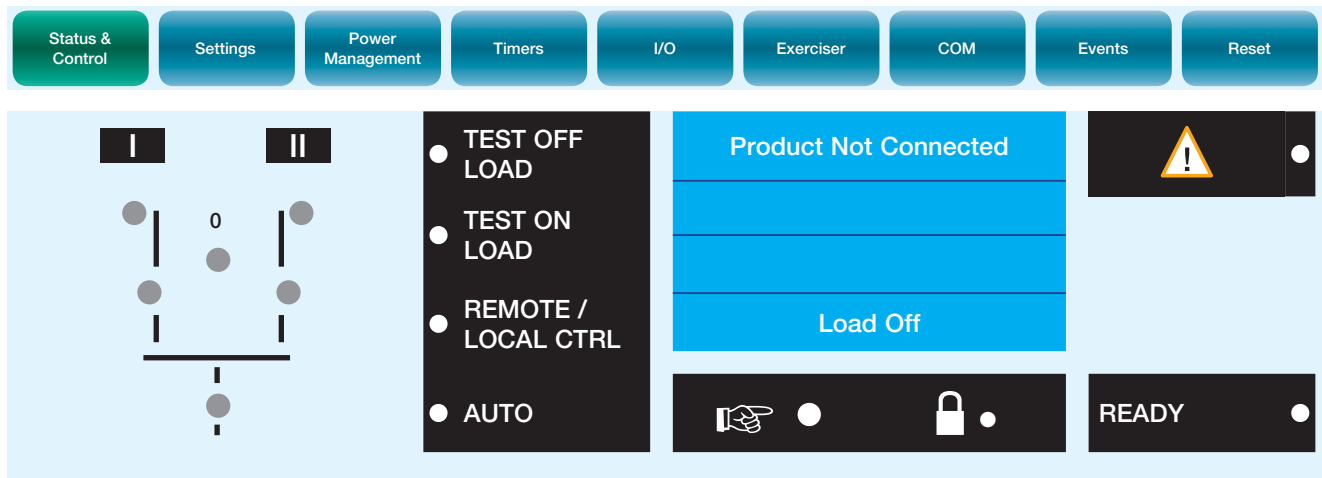 Status &
Control
Settings
Power
Management
Timers
I/O
Exerciser
COM
Events
Reset
I
II
0
TEST OFF
LOAD
TEST ON
LOAD
REMOTE /
LOCAL CTRL
AUTO
Product Not Connected
Load Off
!
READY